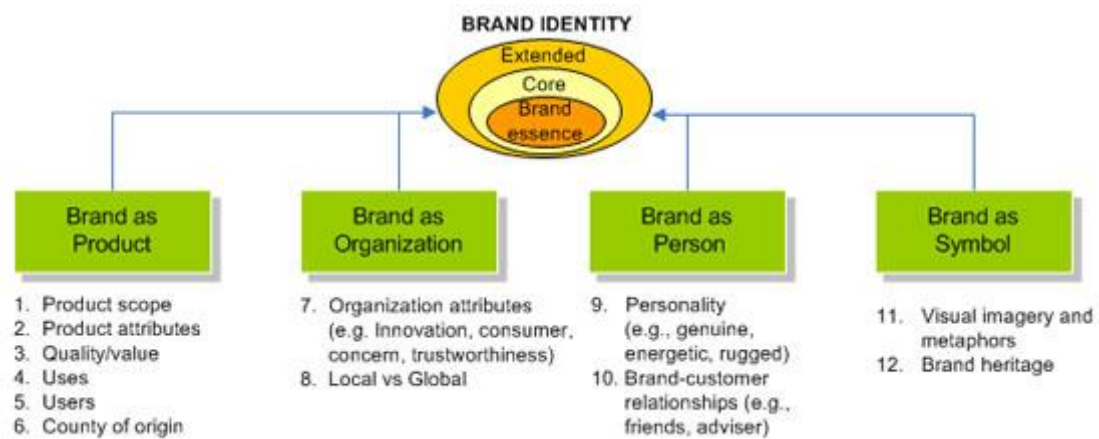 BRAND IDENTITY
Extended
Core
Brand
essence
Brand as
Product
Brand as
Organization
Brand as
Person
Brand as
Symbol
1. Product scope
2. Product attributes
3. Quality/value
4. Uses
5. Users
6. County of origin
7. Organization attributes
(e.g. Innovation, consumer,
concern, trustworthiness)
8. Local vs Global
9. Personality
(e.g., genuine,
energetic, rugged)
10. Brand-customer
relationships (e.g.,
friends, adviser)
11. Visual imagery and
metaphors
12. Brand heritage